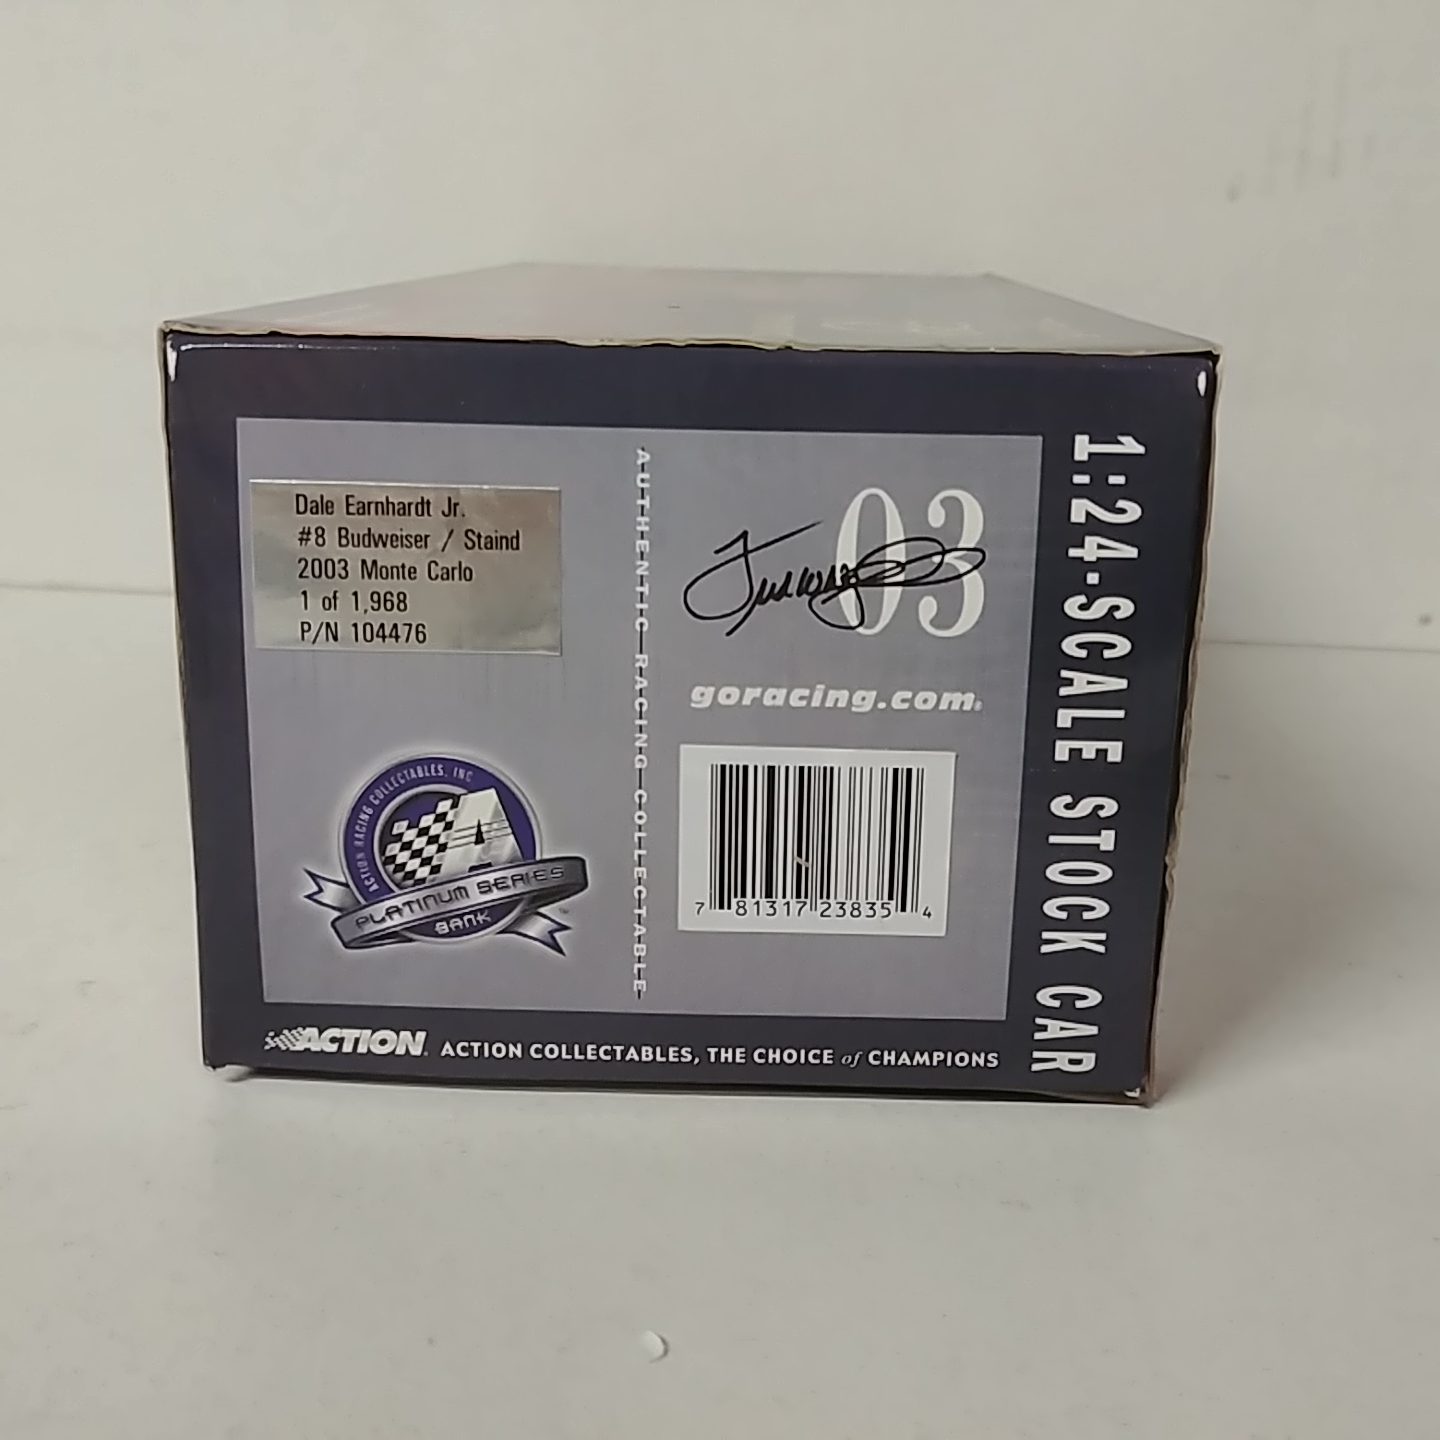 Dale Earnhardt Jr.
#8 Budweiser / Staind
2003 Monte Carlo
1 of 1,968
P/N 104476
ACTION RACING COLLECTABLES, INC
PLATINUM SERIES
BANK
™
AUTHENTIC RACING COLLECTABLE
03
goracing.com®
7 81317 23835 4
1:24-SCALE STOCK CAR
ACTION® ACTION COLLECTABLES, THE CHOICE of CHAMPIONS